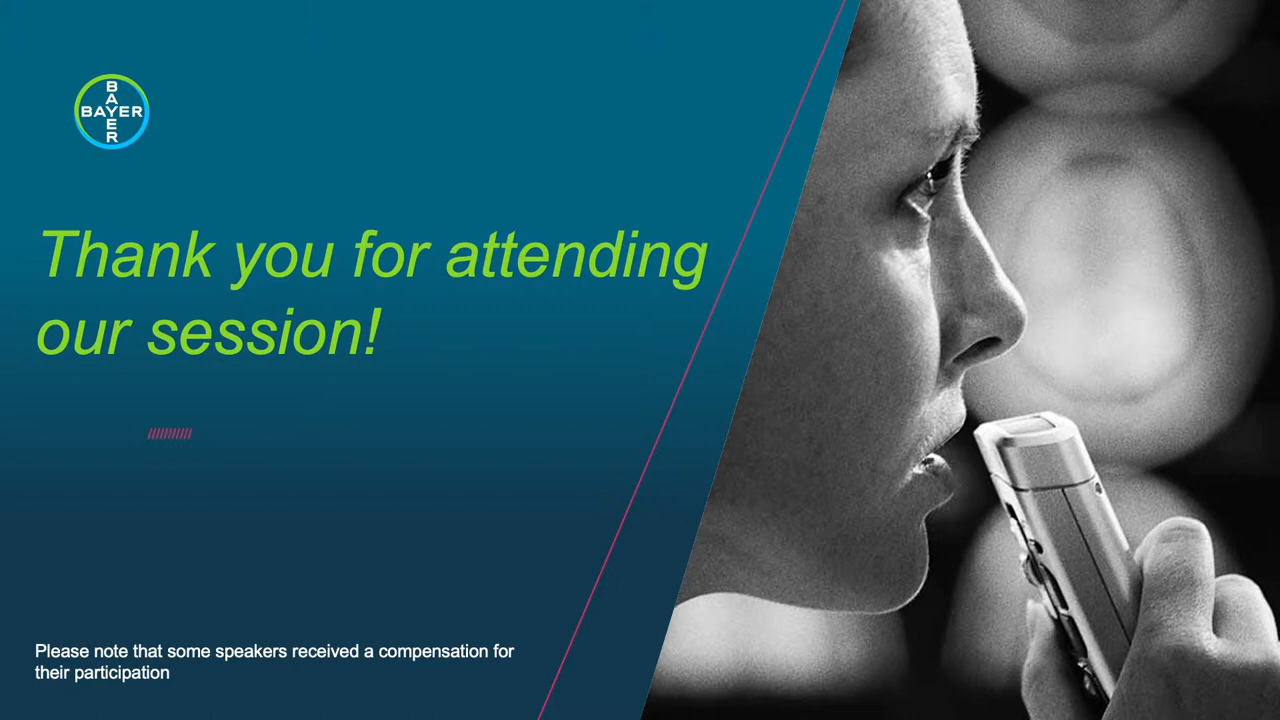 BAYER
BAYER
Thank you for attending
our session!
Please note that some speakers received a compensation for
their participation